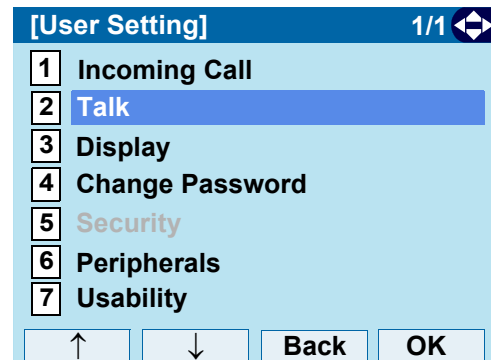 [User Setting] 1/1
1 Incoming Call
2 Talk
3 Display
4 Change Password
5 Security
6 Peripherals
7 Usability
↑ ↓ Back OK